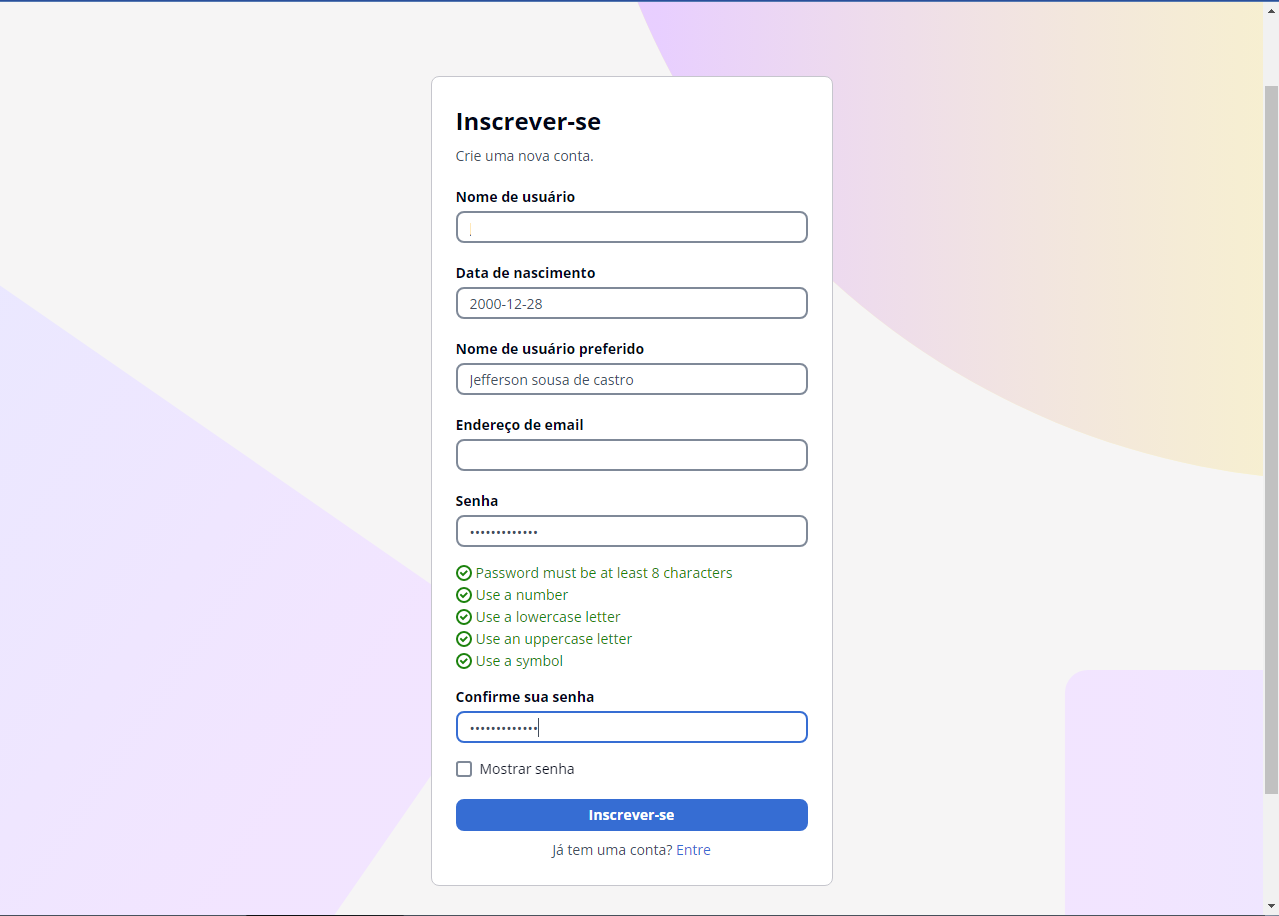 Inscrever-se
Crie uma nova conta.
Nome de usuário
Data de nascimento
2000-12-28
Nome de usuário preferido
Jefferson sousa de castro
Endereço de email
Senha
•••••••••••••
Password must be at least 8 characters
Use a number
Use a lowercase letter
Use an uppercase letter
Use a symbol
Confirme sua senha
•••••••••••••
Mostrar senha
Inscrever-se
Já tem uma conta? Entre